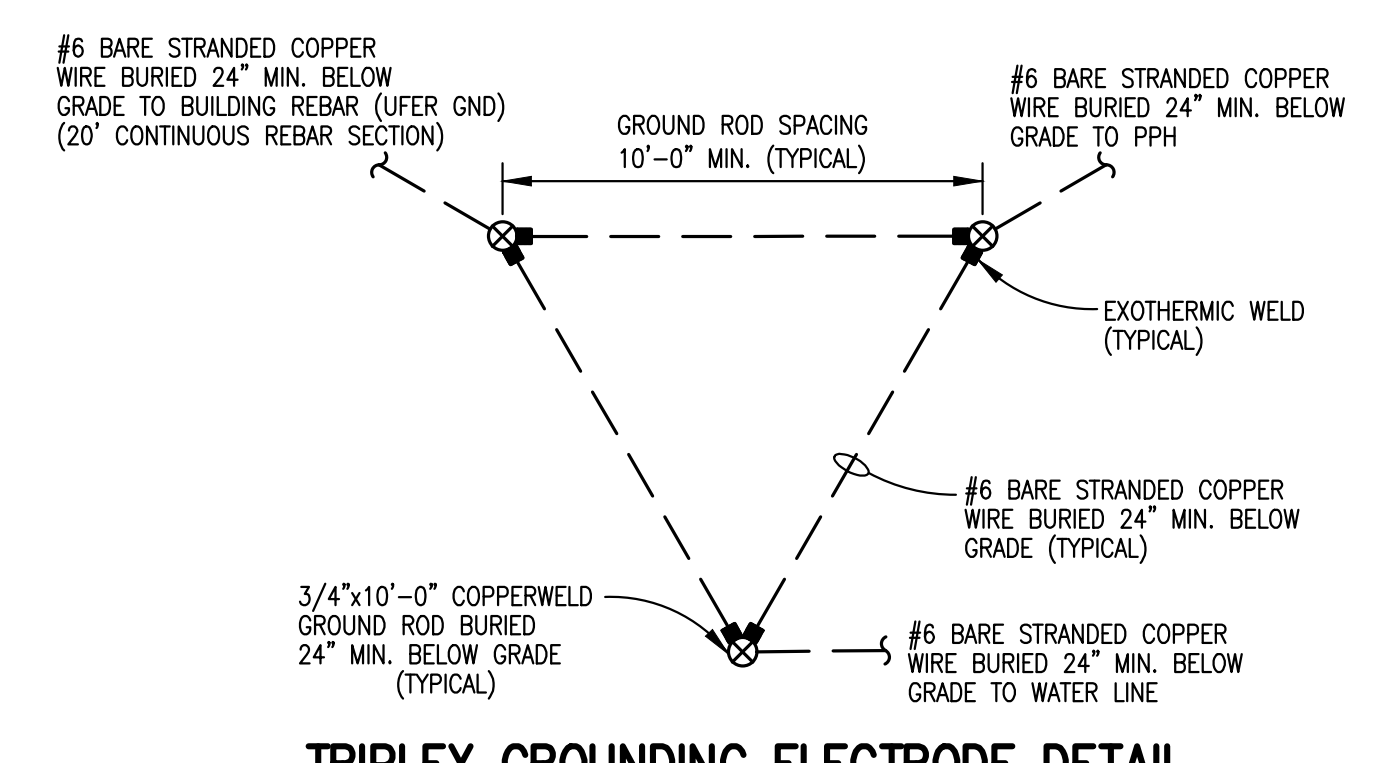 #6 BARE STRANDED COPPER
WIRE BURIED 24" MIN. BELOW
GRADE TO BUILDING REBAR (UFER GND)
(20' CONTINUOUS REBAR SECTION)
GROUND ROD SPACING
10'-0" MIN. (TYPICAL)
#6 BARE STRANDED COPPER
WIRE BURIED 24" MIN. BELOW
GRADE TO PPH
EXOTHERMIC WELD
(TYPICAL)
#6 BARE STRANDED COPPER
WIRE BURIED 24" MIN. BELOW
GRADE (TYPICAL)
3/4"x10'-0" COPPERWELD
GROUND ROD BURIED
24" MIN. BELOW GRADE
(TYPICAL)
#6 BARE STRANDED COPPER
WIRE BURIED 24" MIN. BELOW
GRADE TO WATER LINE
TRIPLEX GROUNDING ELECTRODE DETAIL